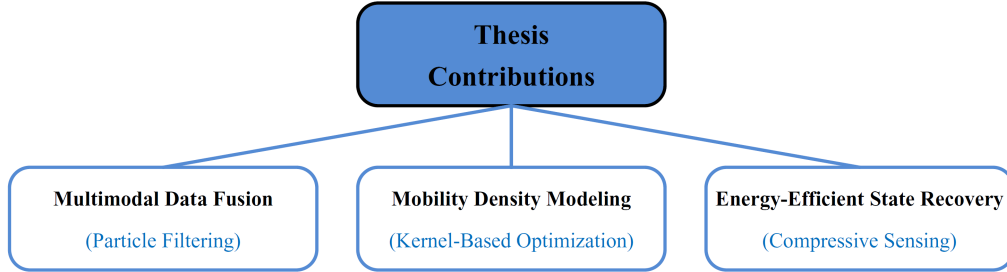 Thesis
Contributions
Multimodal Data Fusion
(Particle Filtering)
Mobility Density Modeling
(Kernel-Based Optimization)
Energy-Efficient State Recovery
(Compressive Sensing)